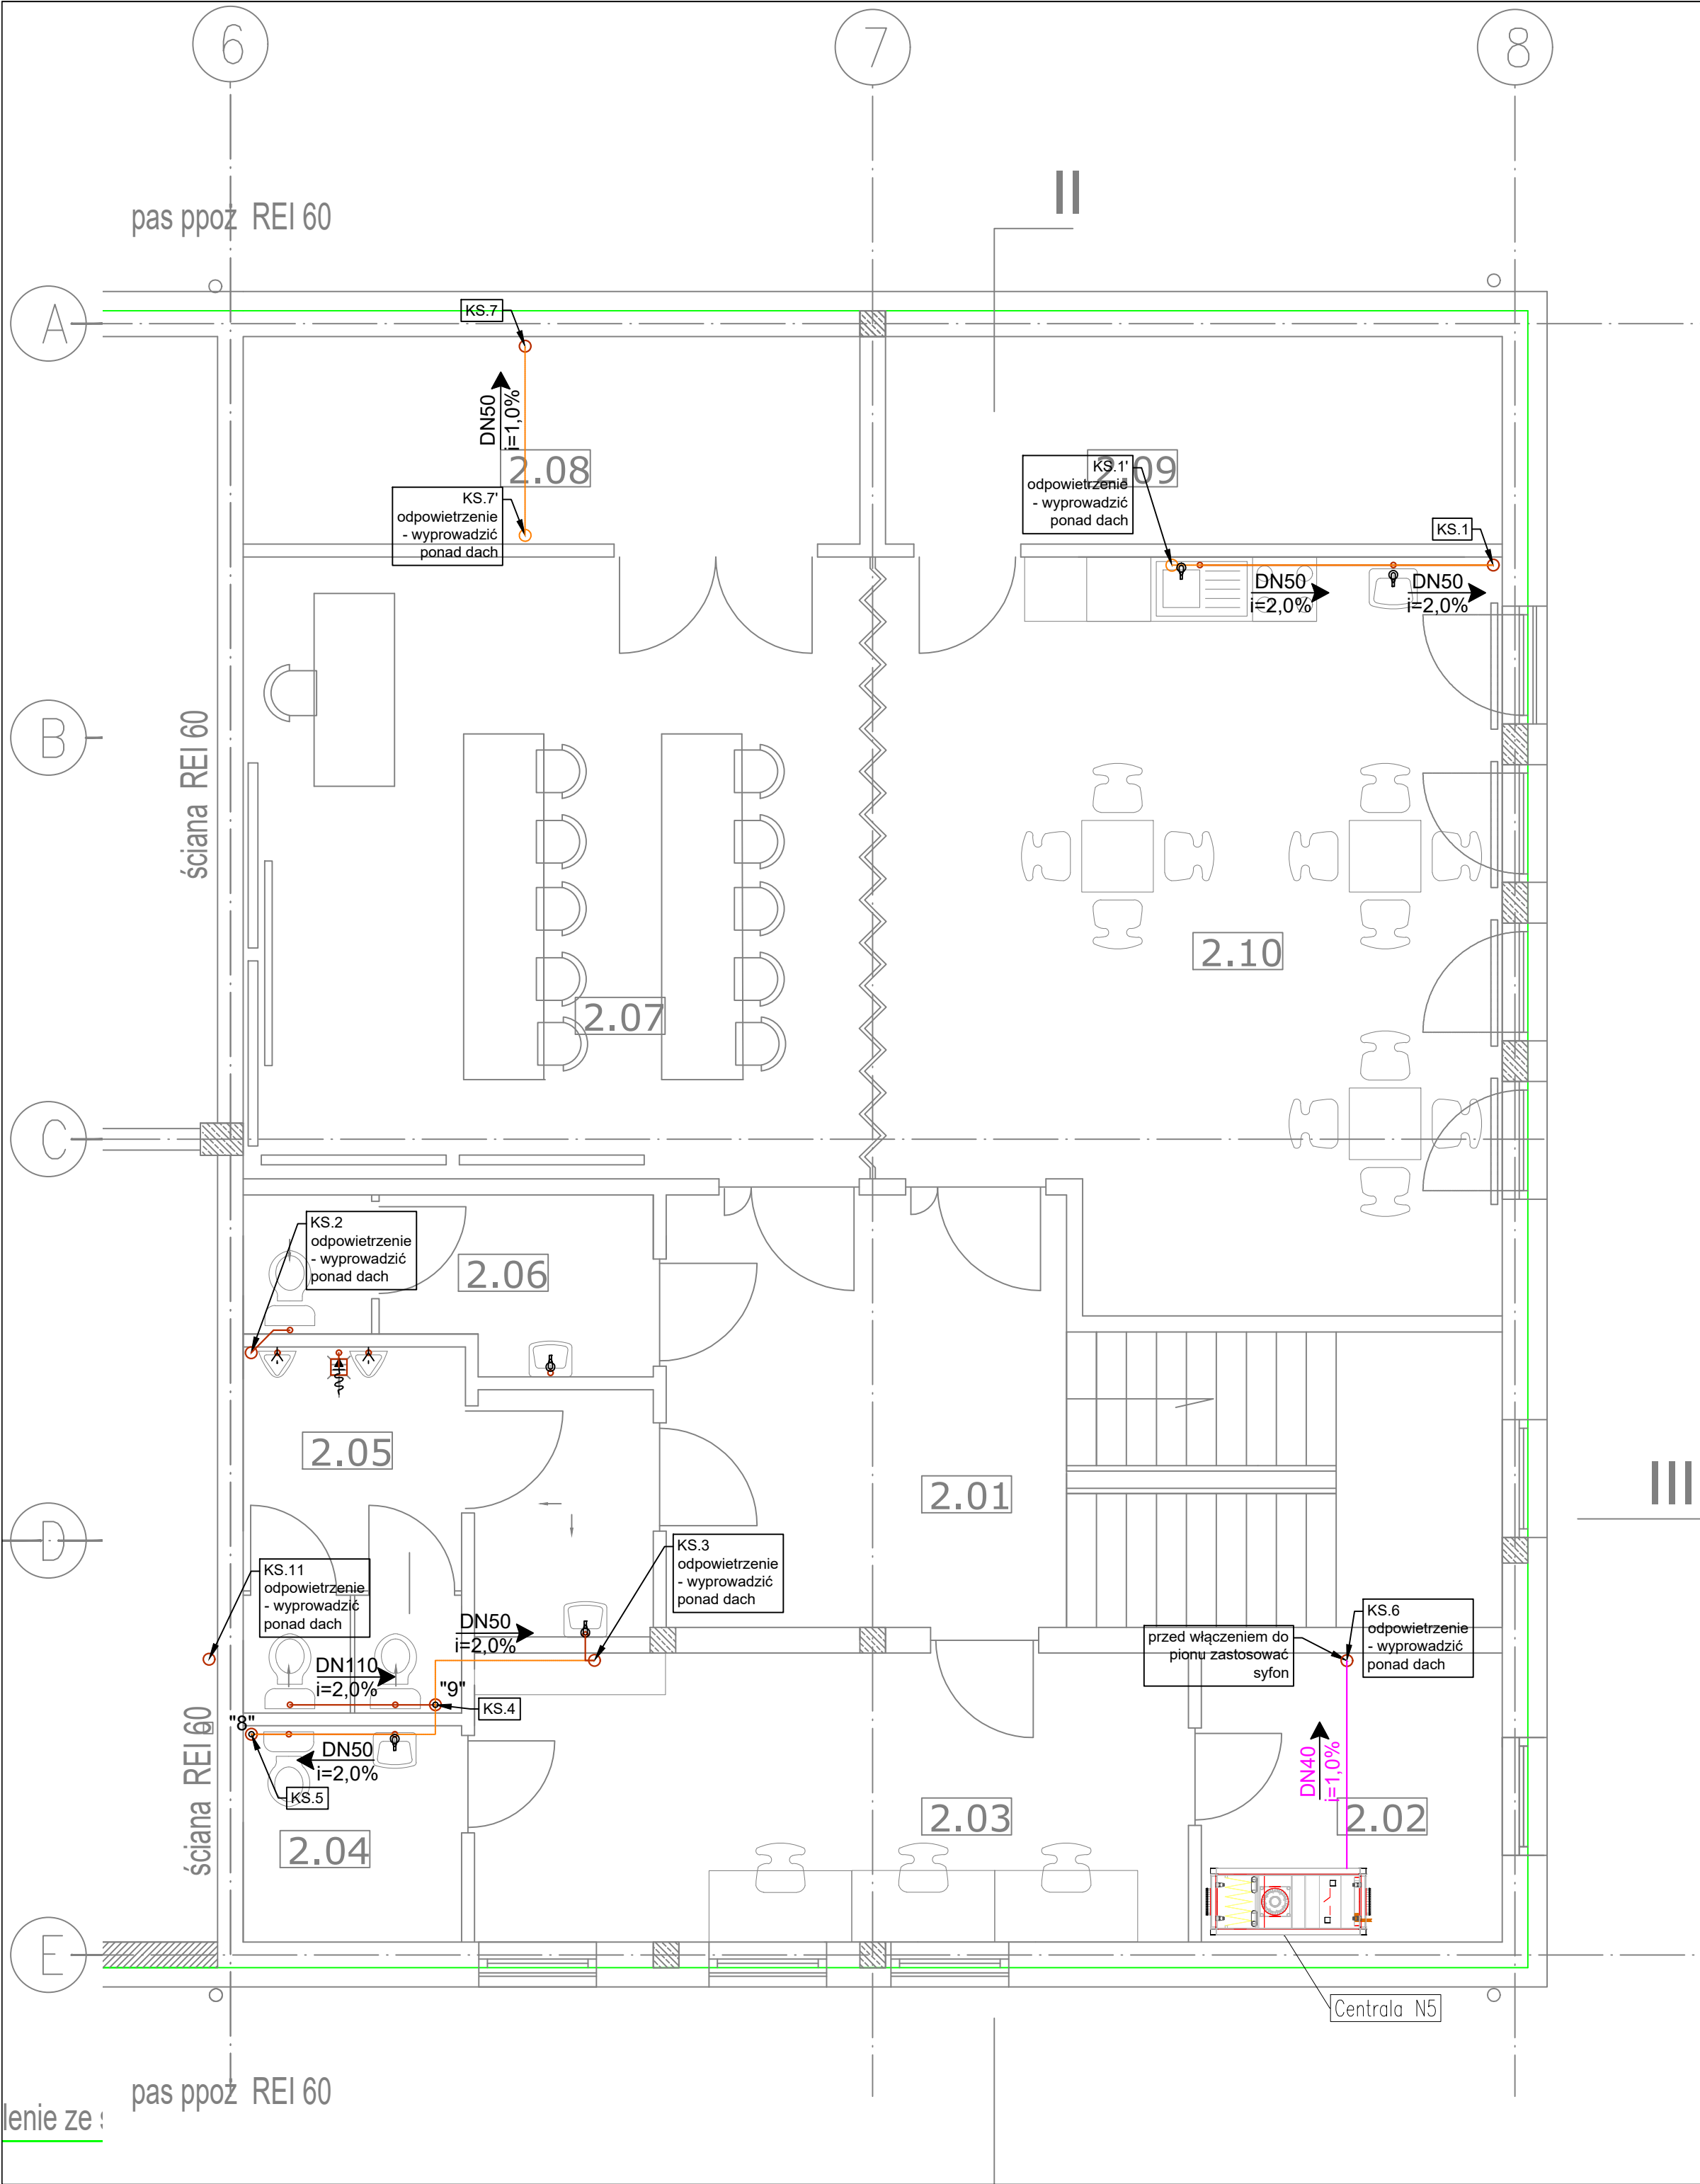 6
7
8
pas ppoż REI 60
II
A
KS.7
DN50
i=1,0%
2.08
KS.7'
odpowietrzenie
- wyprowadzić
ponad dach
2.09
KS.1'
odpowietrzenie
- wyprowadzić
ponad dach
KS.1
DN50
i=2,0%
DN50
i=2,0%
B
ściana REI 60
2.10
2.07
C
KS.2
odpowietrzenie
- wyprowadzić
ponad dach
2.06
2.05
2.01
III
D
KS.11
odpowietrzenie
- wyprowadzić
ponad dach
KS.3
odpowietrzenie
- wyprowadzić
ponad dach
DN50
i=2,0%
KS.6
odpowietrzenie
- wyprowadzić
ponad dach
przed włączeniem do
pionu zastosować
syfon
DN110
i=2,0%
"9"
KS.4
"8"
DN50
i=2,0%
KS.5
ściana REI 60
DN40
i=1,0%
2.03
2.02
2.04
E
Centrala N5
pas ppoż REI 60
lenie ze